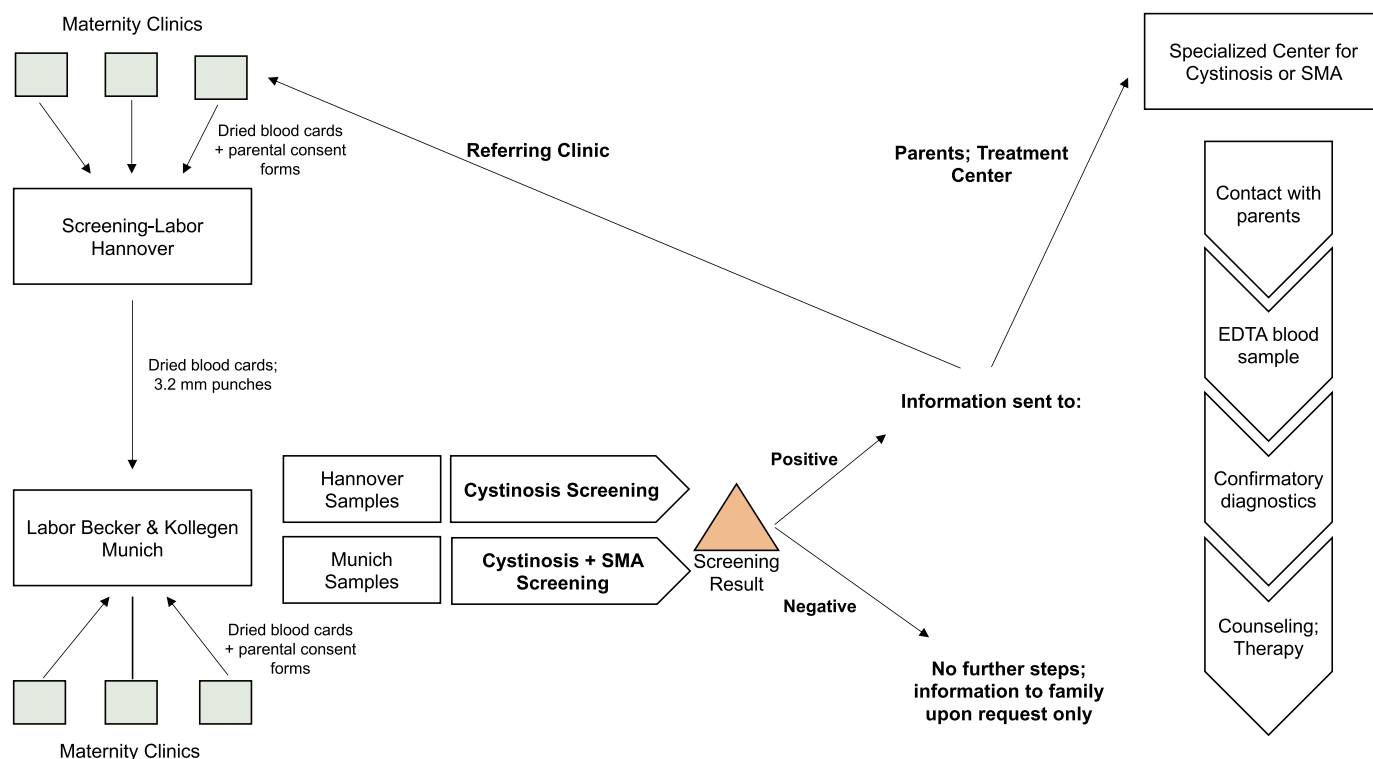 Maternity Clinics
Dried blood cards
+ parental consent
forms
Screening-Labor
Hannover
Dried blood cards;
3.2 mm punches
Labor Becker & Kollegen
Munich
Dried blood cards
+ parental consent
forms
Maternity Clinics
Hannover
Samples
Cystinosis Screening
Munich
Samples
Cystinosis + SMA
Screening
Screening
Result
Positive
Negative
Information sent to:
No further steps;
information to family
upon request only
Referring Clinic
Parents; Treatment
Center
Specialized Center for
Cystinosis or SMA
Contact with
parents
EDTA blood
sample
Confirmatory
diagnostics
Counseling;
Therapy